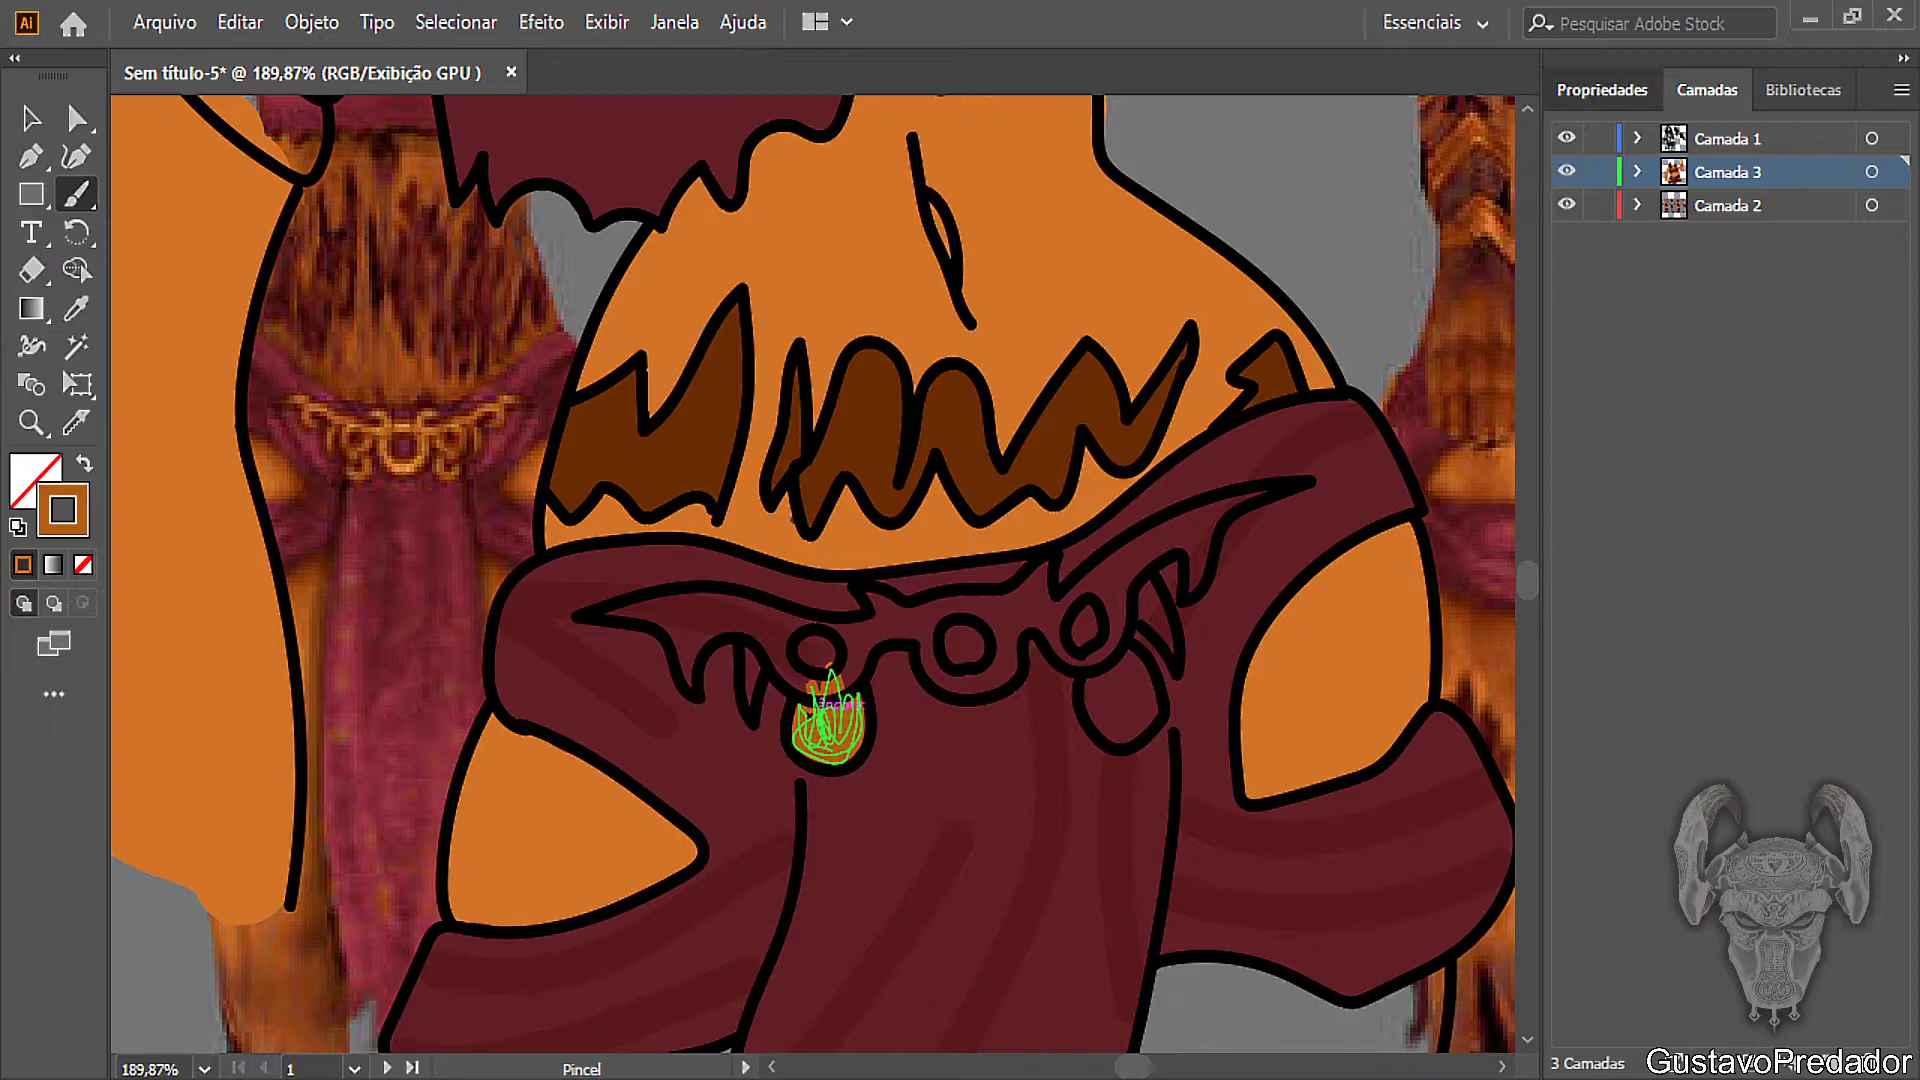 Ai Arquivo Editar Objeto Tipo Selecionar Efeito Exibir Janela Ajuda Essenciais Pesquisar Adobe Stock
Sem título-5* @ 189,87% (RGB/Exibição GPU )
Propriedades Camadas Bibliotecas
Camada 1
Camada 3
Camada 2
âncora
189,87% 1 Pincel
3 Camadas
GustavoPredador